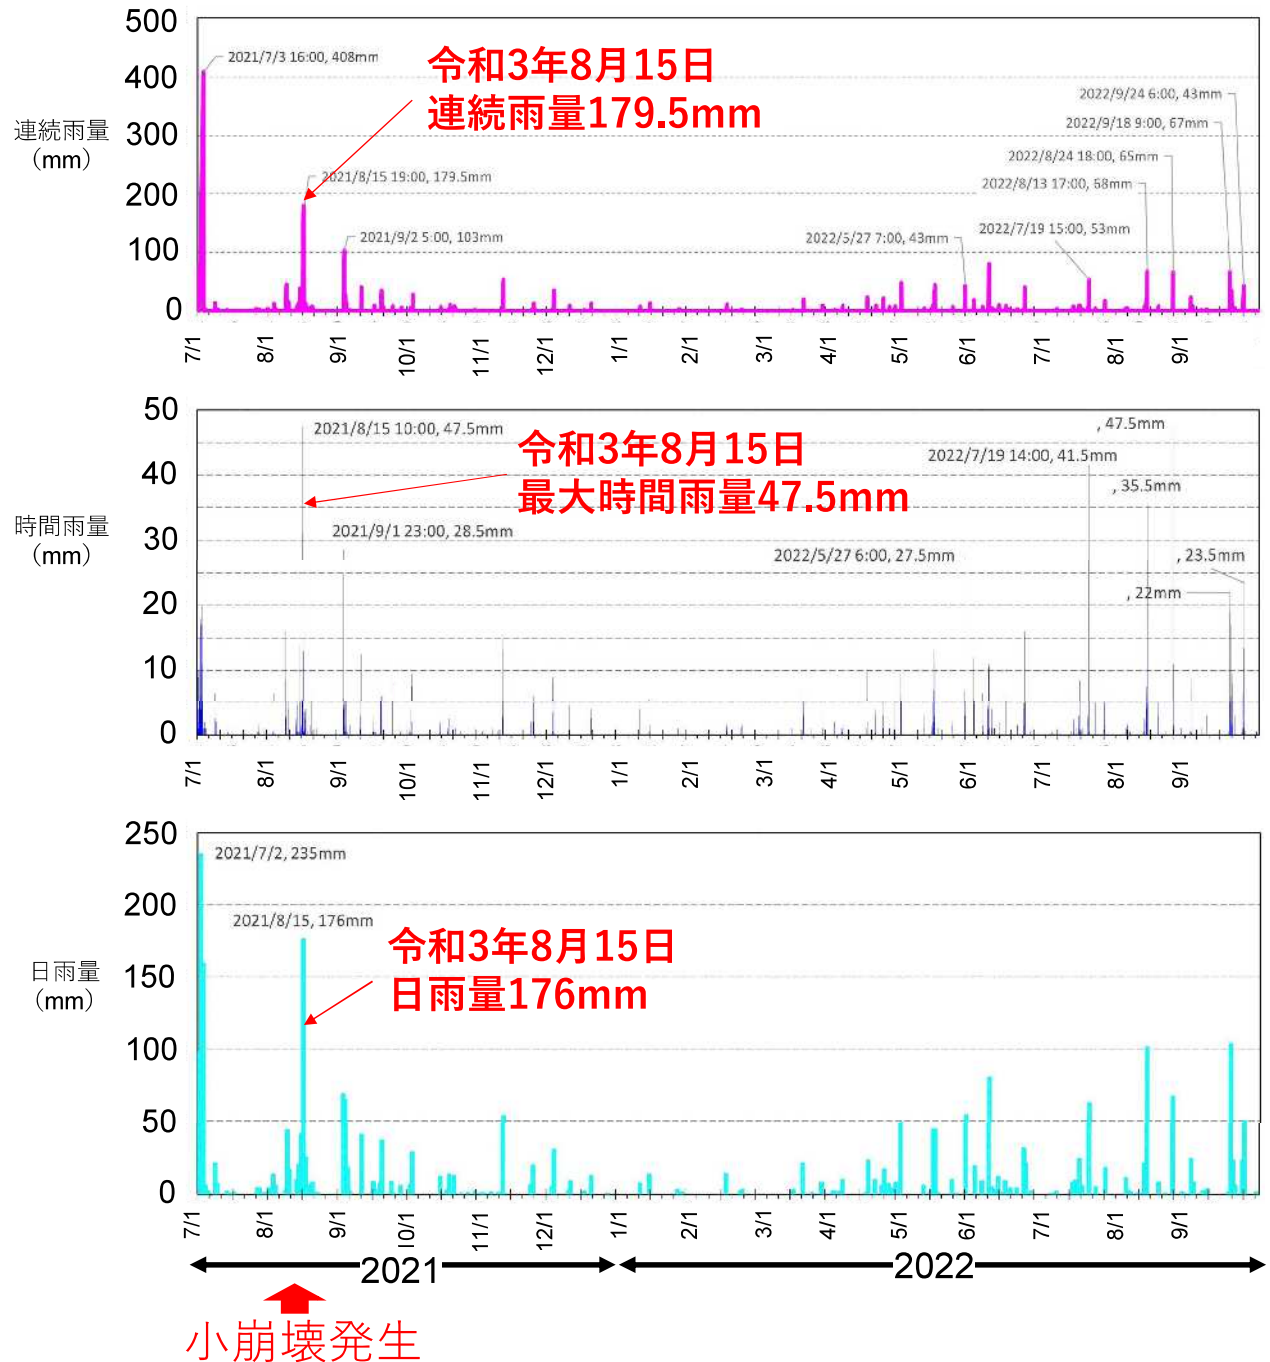 連続雨量
（mm）
500
400
300
200
100
0
2021/7/3 16:00, 408mm
令和3年8月15日
連続雨量179.5mm
2021/8/15 19:00, 179.5mm
2021/9/2 5:00, 103mm
2022/5/27 7:00, 43mm
2022/7/19 15:00, 53mm
2022/8/13 17:00, 68mm
2022/8/24 18:00, 65mm
2022/9/18 9:00, 67mm
2022/9/24 6:00, 43mm
7/1 8/1 9/1 10/1 11/1 12/1 1/1 2/1 3/1 4/1 5/1 6/1 7/1 8/1 9/1
時間雨量
（mm）
50
40
30
20
10
0
2021/8/15 10:00, 47.5mm
令和3年8月15日
最大時間雨量47.5mm
2021/9/1 23:00, 28.5mm
2022/5/27 6:00, 27.5mm
2022/7/19 14:00, 41.5mm
, 47.5mm
, 35.5mm
, 23.5mm
, 22mm
7/1 8/1 9/1 10/1 11/1 12/1 1/1 2/1 3/1 4/1 5/1 6/1 7/1 8/1 9/1
日雨量
（mm）
250
200
150
100
50
0
2021/7/2, 235mm
2021/8/15, 176mm
令和3年8月15日
日雨量176mm
7/1 8/1 9/1 10/1 11/1 12/1 1/1 2/1 3/1 4/1 5/1 6/1 7/1 8/1 9/1
2021
2022
小崩壊発生